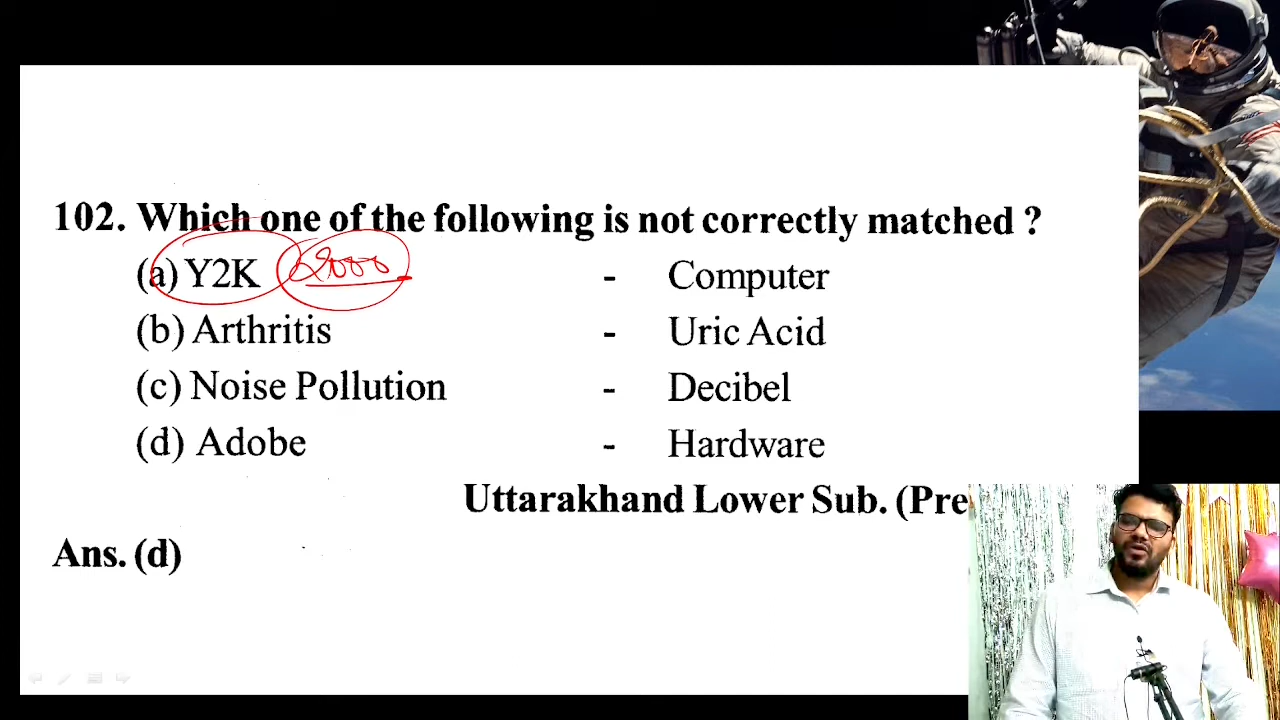 102. Which one of the following is not correctly matched ?
(a) Y2K 2000 - Computer
(b) Arthritis - Uric Acid
(c) Noise Pollution - Decibel
(d) Adobe - Hardware
Uttarakhand Lower Sub. (Pre
Ans. (d)